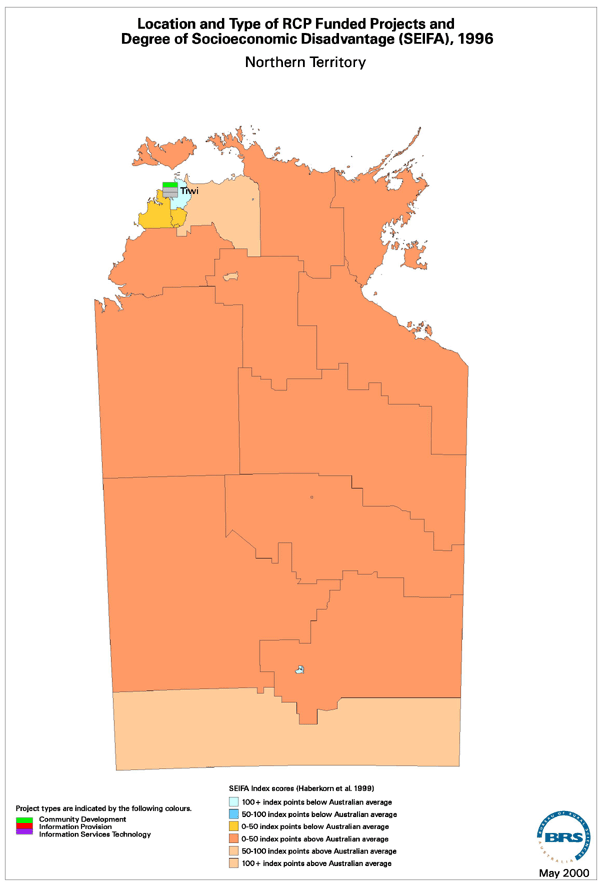 Location and Type of RCP Funded Projects and
Degree of Socioeconomic Disadvantage (SEIFA), 1996
Northern Territory
Tiwi
SEIFA Index scores (Haberkorn et al. 1999)
100+ index points below Australian average
50-100 index points below Australian average
0-50 index points below Australian average
0-50 index points above Australian average
50-100 index points above Australian average
100+ index points above Australian average
Project types are indicated by the following colours.
Community Development
Information Provision
Information Services Technology
BRS
May 2000